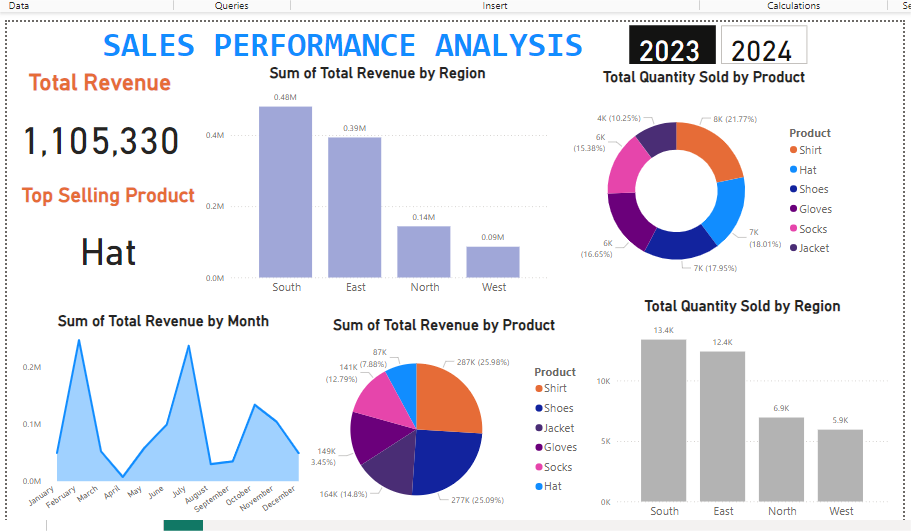 Data
Queries
Insert
Calculations
SALES PERFORMANCE ANALYSIS
2023
2024
Total Revenue
1,105,330
Top Selling Product
Hat
Sum of Total Revenue by Region
0.4M
0.2M
0.0M
0.48M
0.39M
0.14M
0.09M
South
East
North
West
Total Quantity Sold by Product
4K (10.25%)
8K (21.77%)
6K
(15.38%)
7K
(18.01%)
6K
(16.65%)
7K (17.95%)
Product
Shirt
Hat
Shoes
Gloves
Socks
Jacket
Sum of Total Revenue by Month
0.2M
0.1M
0.0M
January
February
March
April
May
June
July
August
September
October
November
December
Sum of Total Revenue by Product
87K
(7.88%)
287K (25.98%)
141K
(12.79%)
149K
3.45%)
164K (14.8%)
277K (25.09%)
Product
Shirt
Shoes
Jacket
Gloves
Socks
Hat
Total Quantity Sold by Region
10K
5K
0K
13.4K
12.4K
6.9K
5.9K
South
East
North
West